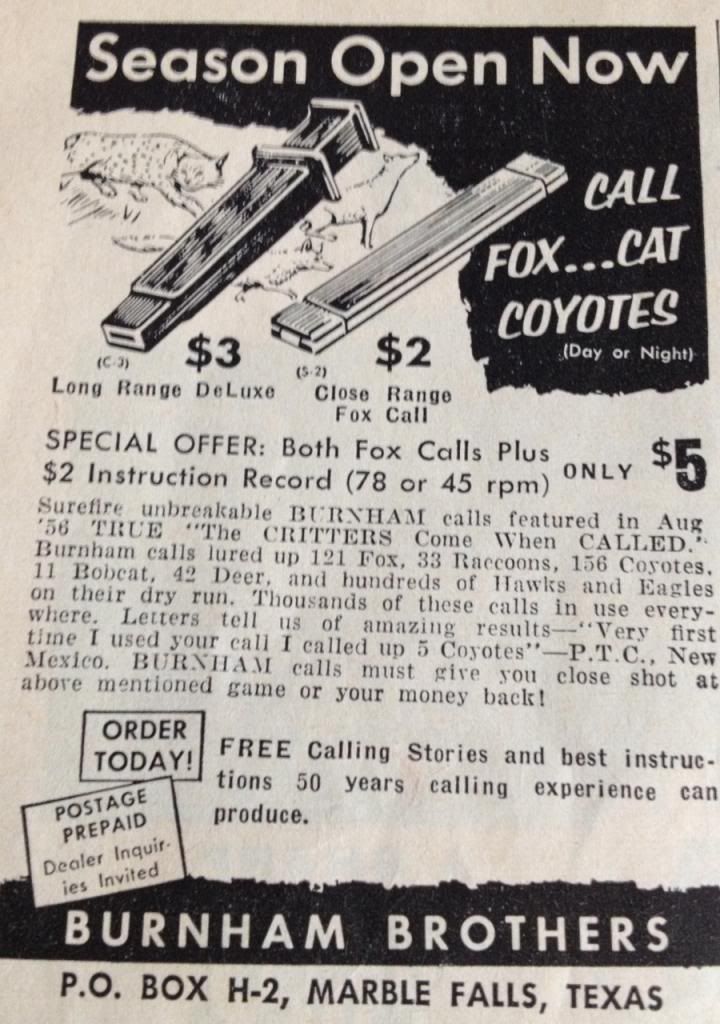 Season Open Now
CALL
FOX...CAT
COYOTES
(Day or Night)
(C-3) $3
Long Range DeLuxe
(S-2) $2
Close Range
Fox Call
SPECIAL OFFER: Both Fox Calls Plus
$2 Instruction Record (78 or 45 rpm) ONLY $5
Surefire unbreakable BURNHAM calls featured in Aug
'56 TRUE "The CRITTERS Come When CALLED."
Burnham calls lured up 121 Fox, 33 Raccoons, 156 Coyotes,
11 Bobcat, 42 Deer, and hundreds of Hawks and Eagles
on their dry run. Thousands of these calls in use every-
where. Letters tell us of amazing results—"Very first
time I used your call I called up 5 Coyotes"—P.T.C., New
Mexico. BURNHAM calls must give you close shot at
above mentioned game or your money back!
ORDER
TODAY!
FREE Calling Stories and best instruc-
tions 50 years calling experience can
produce.
POSTAGE
PREPAID
Dealer Inquir-
ies Invited
BURNHAM BROTHERS
P.O. BOX H-2, MARBLE FALLS, TEXAS